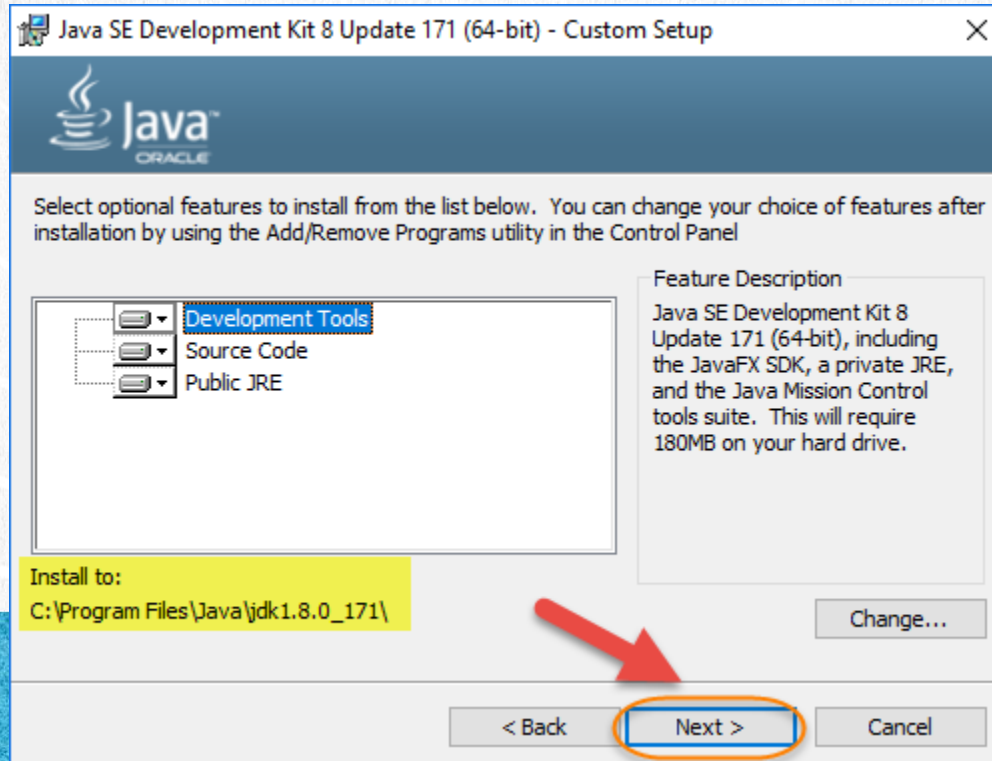 Java SE Development Kit 8 Update 171 (64-bit) - Custom Setup
Java™
ORACLE
Select optional features to install from the list below.  You can change your choice of features after
installation by using the Add/Remove Programs utility in the Control Panel
Development Tools
Source Code
Public JRE
Feature Description
Java SE Development Kit 8
Update 171 (64-bit), including
the JavaFX SDK, a private JRE,
and the Java Mission Control
tools suite.  This will require
180MB on your hard drive.
Install to:
C:\Program Files\Java\jdk1.8.0_171\
Change...
< Back
Next >
Cancel